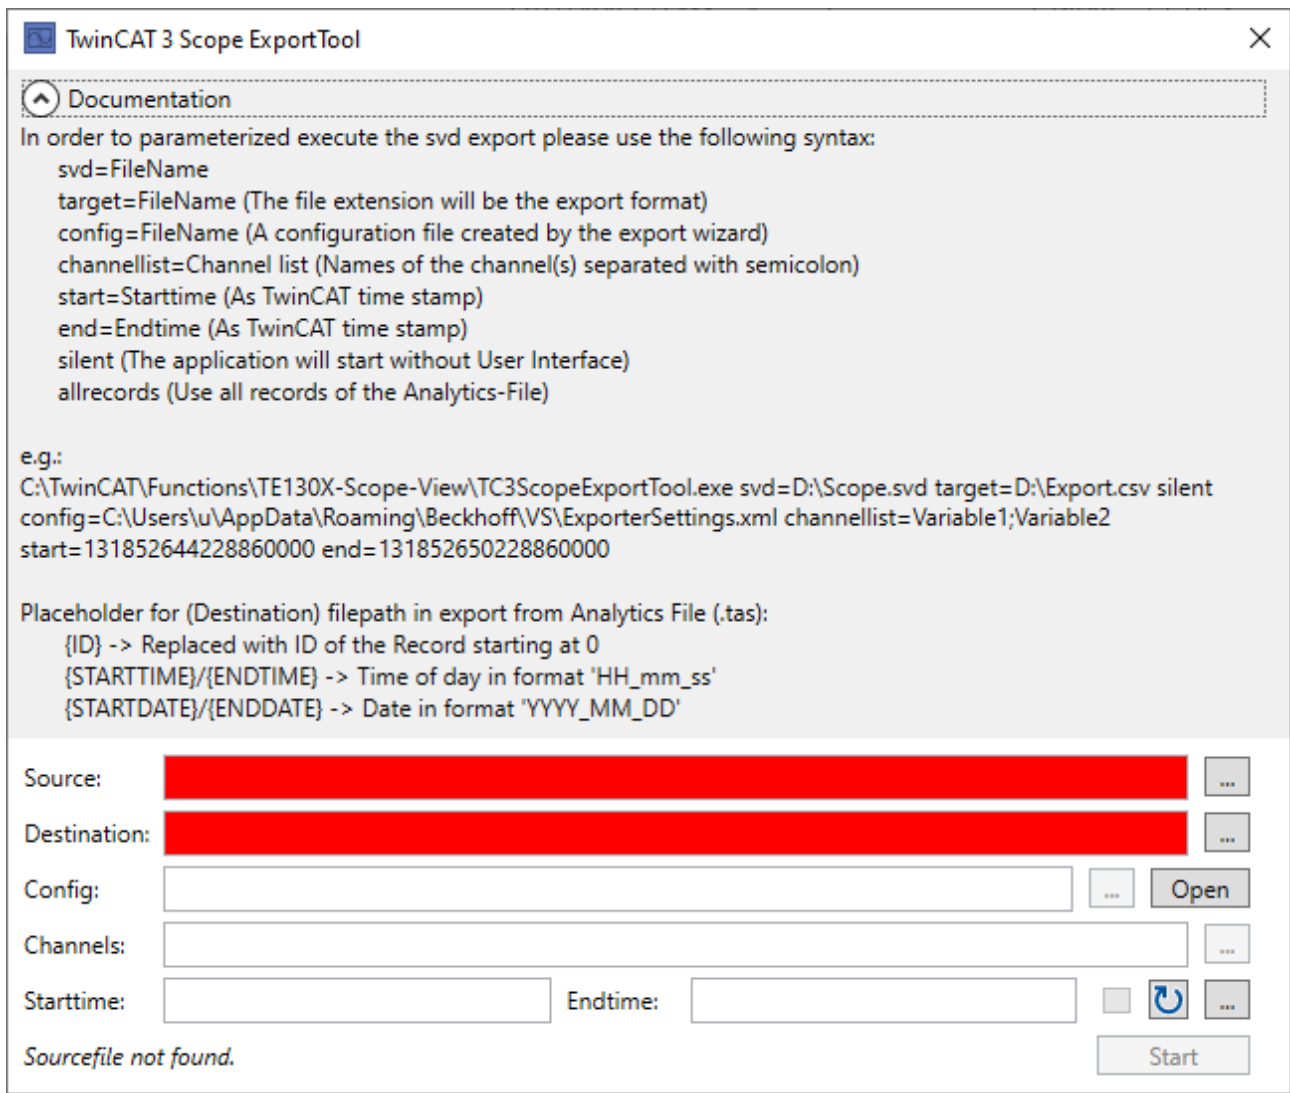 TwinCAT 3 Scope ExportTool
Documentation
In order to parameterized execute the svd export please use the following syntax:
svd=FileName
target=FileName (The file extension will be the export format)
config=FileName (A configuration file created by the export wizard)
channellist=Channel list (Names of the channel(s) separated with semicolon)
start=Starttime (As TwinCAT time stamp)
end=Endtime (As TwinCAT time stamp)
silent (The application will start without User Interface)
allrecords (Use all records of the Analytics-File)
e.g.:
C:\TwinCAT\Functions\TE130X-Scope-View\TC3ScopeExportTool.exe svd=D:\Scope.svd target=D:\Export.csv silent
config=C:\Users\u\AppData\Roaming\Beckhoff\VS\ExporterSettings.xml channellist=Variable1;Variable2
start=131852644228860000 end=131852650228860000
Placeholder for (Destination) filepath in export from Analytics File (.tas):
{ID} -> Replaced with ID of the Record starting at 0
{STARTTIME}/{ENDTIME} -> Time of day in format 'HH_mm_ss'
{STARTDATE}/{ENDDATE} -> Date in format 'YYYY_MM_DD'
Source: ...
Destination: ...
Config: ... Open
Channels: ...
Starttime: Endtime: ...
Sourcefile not found. Start